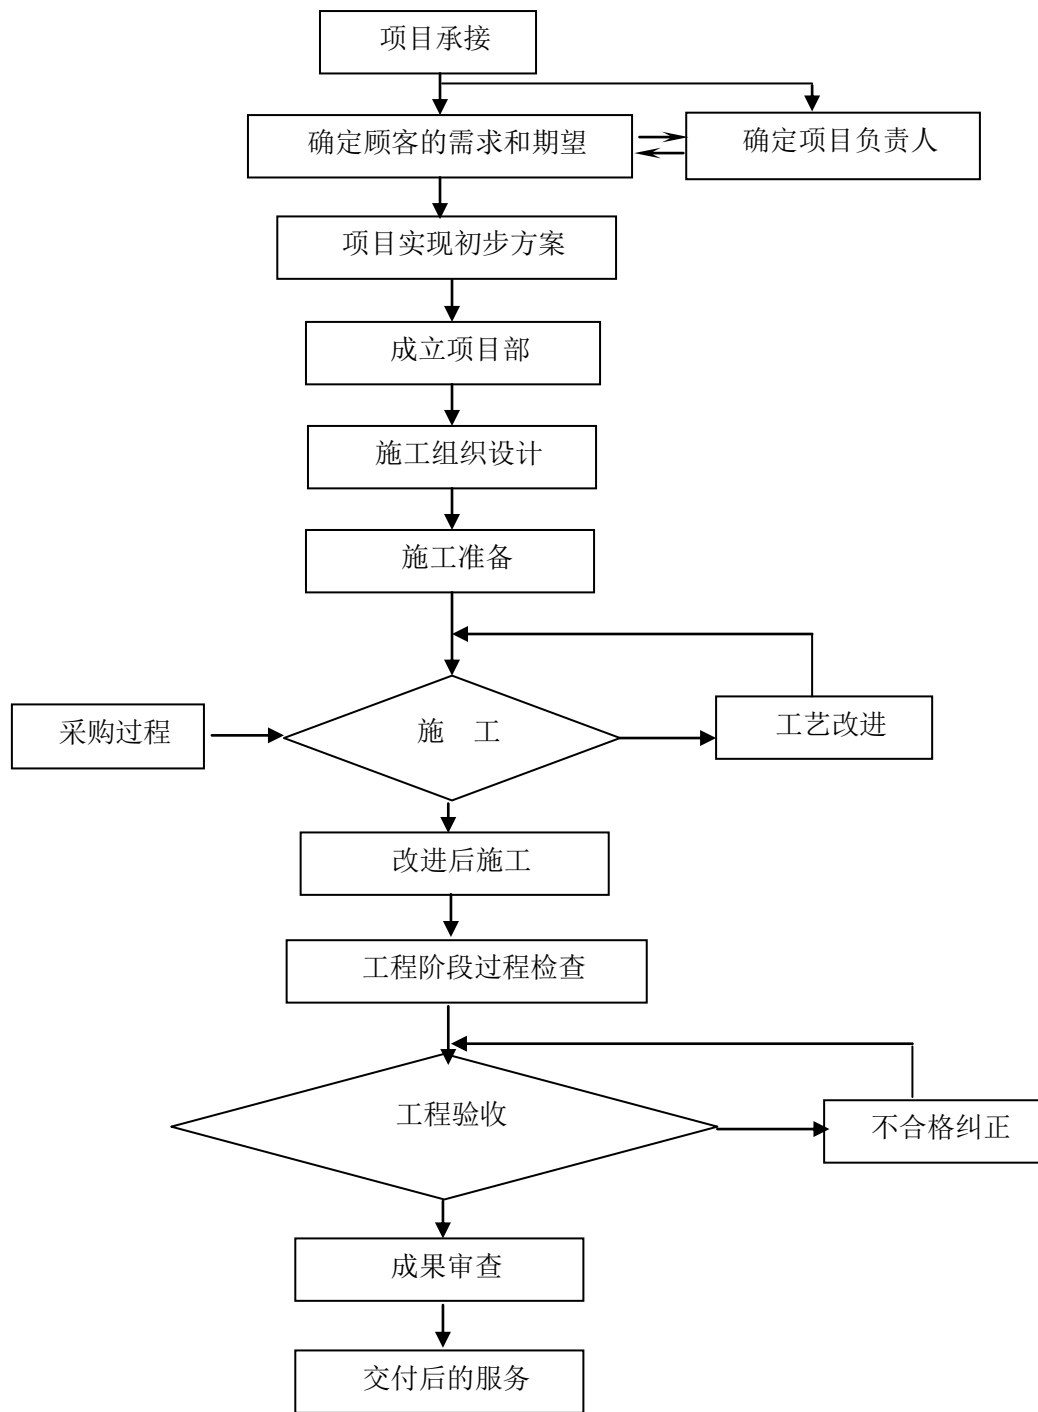 项目承接
确定顾客的需求和期望
确定项目负责人
项目实现初步方案
成立项目部
施工组织设计
施工准备
采购过程
施 工
工艺改进
改进后施工
工程阶段过程检查
工程验收
不合格纠正
成果审查
交付后的服务